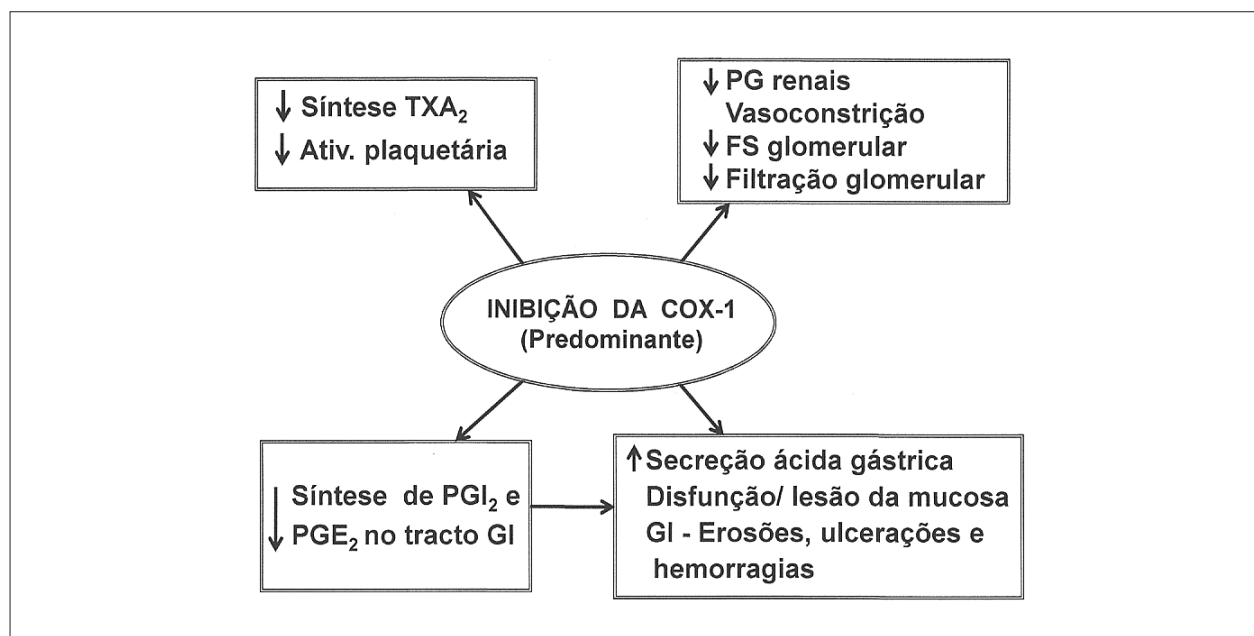 ↓ Síntese TXA₂
↓ Ativ. plaquetária
↓ PG renais
Vasoconstrição
↓ FS glomerular
↓ Filtração glomerular
INIBIÇÃO DA COX-1
(Predominante)
↓ Síntese de PGI₂ e
PGE₂ no tracto GI
↑ Secreção ácida gástrica
Disfunção/ lesão da mucosa
GI - Erosões, ulcerações e
hemorragias